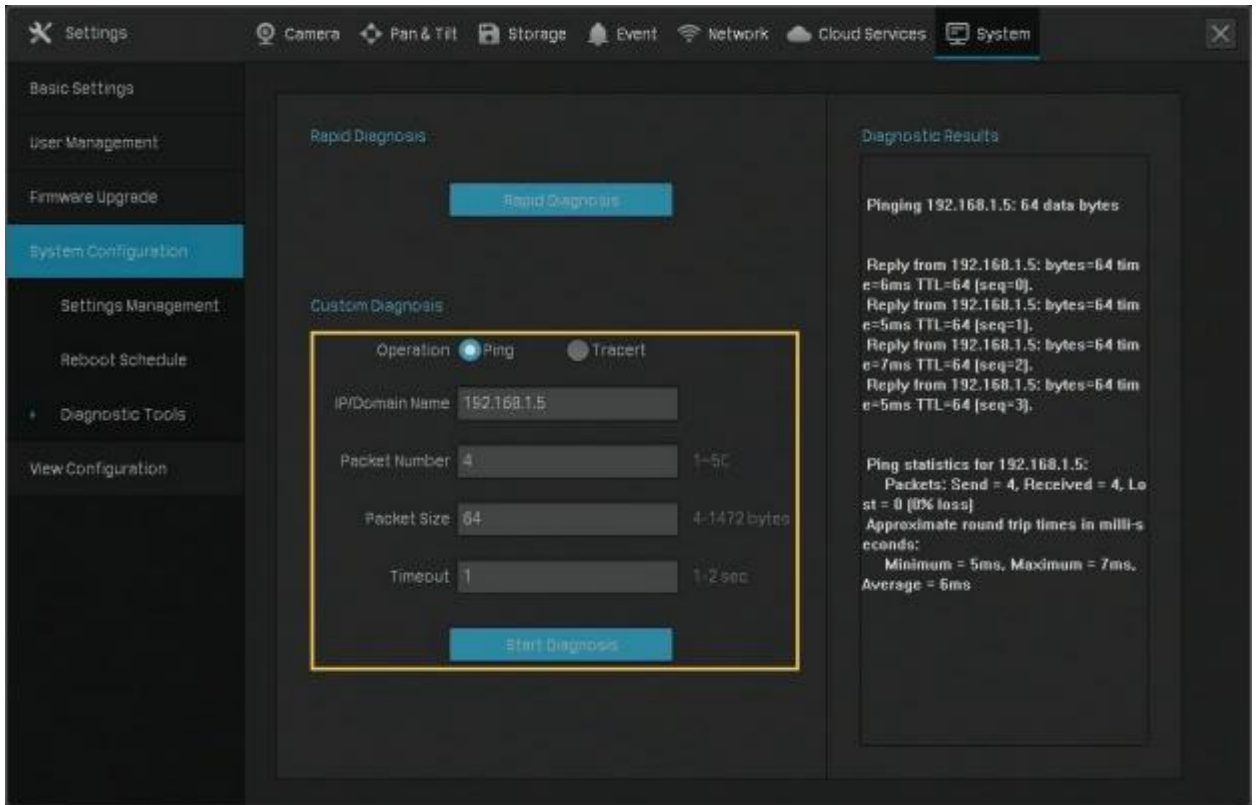 Settings
Camera
Pan & Tilt
Storage
Event
Network
Cloud Services
System
Basic Settings
User Management
Firmware Upgrade
System Configuration
Settings Management
Reboot Schedule
Diagnostic Tools
View Configuration
Rapid Diagnosis
Rapid Diagnosis
Custom Diagnosis
Operation Ping Tracert
IP/Domain Name 192.168.1.5
Packet Number 4
Packet Size 64 4-1472 bytes
Timeout 1 1-2 sec
Start Diagnosis
Diagnostic Results
Pinging 192.168.1.5: 64 data bytes
Reply from 192.168.1.5: bytes=64 tim
e=6ms TTL=64 (seq=0).
Reply from 192.168.1.5: bytes=64 tim
e=5ms TTL=64 (seq=1).
Reply from 192.168.1.5: bytes=64 tim
e=7ms TTL=64 (seq=2).
Reply from 192.168.1.5: bytes=64 tim
e=5ms TTL=64 (seq=3).
Ping statistics for 192.168.1.5:
Packets: Send = 4, Received = 4, Lo
st = 0 (0% loss)
Approximate round trip times in milli-s
econds:
Minimum = 5ms, Maximum = 7ms,
Average = 6ms